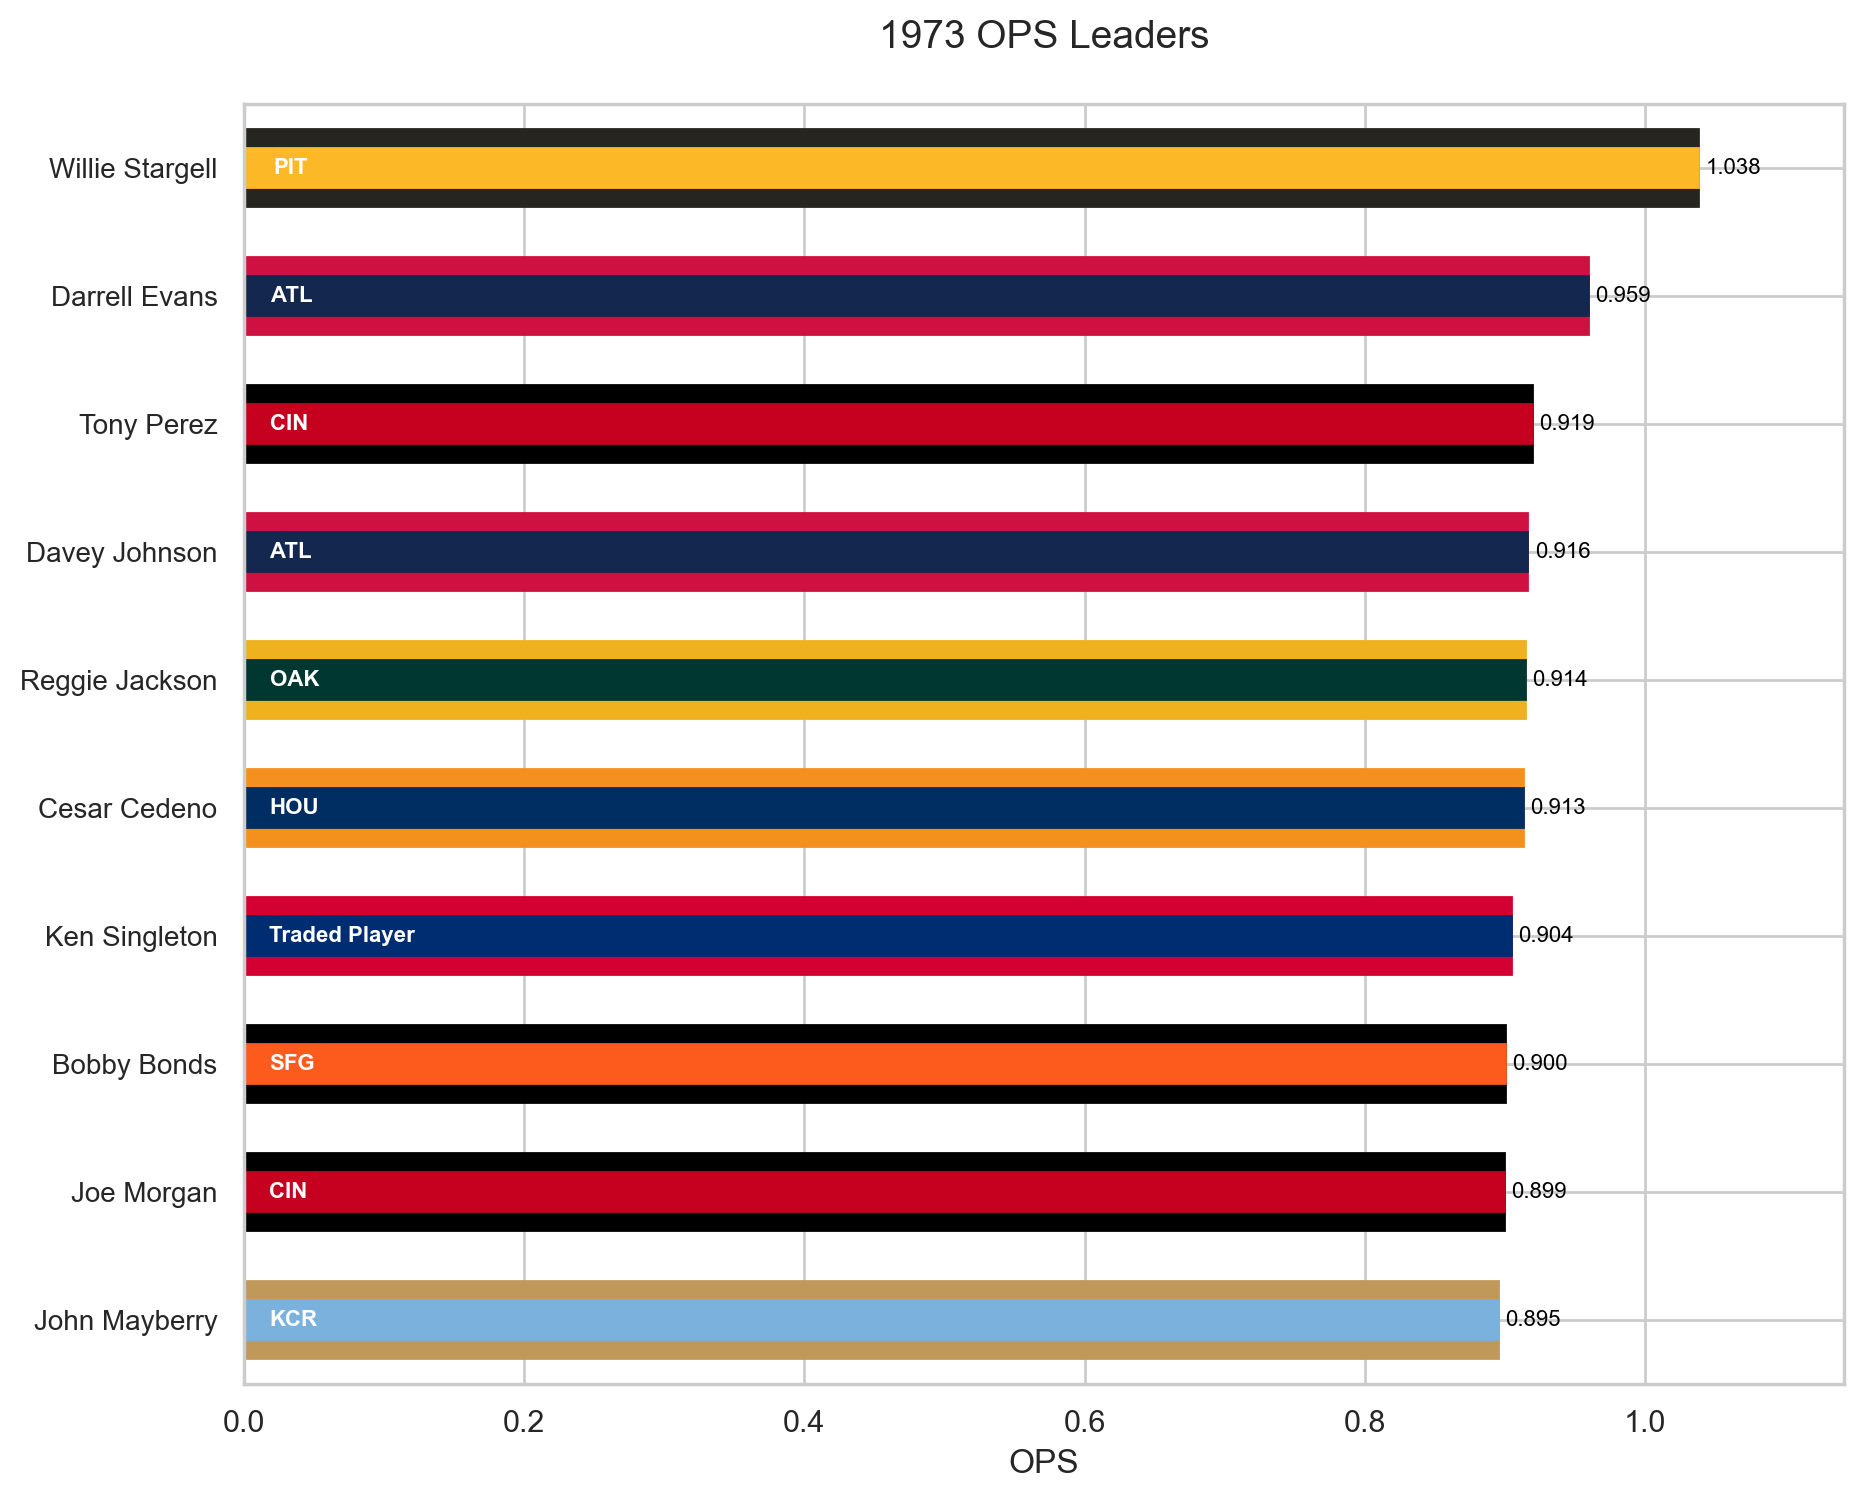 1973 OPS Leaders
Willie Stargell PIT 1.038
Darrell Evans ATL 0.959
Tony Perez CIN 0.919
Davey Johnson ATL 0.916
Reggie Jackson OAK 0.914
Cesar Cedeno HOU 0.913
Ken Singleton Traded Player 0.904
Bobby Bonds SFG 0.900
Joe Morgan CIN 0.899
John Mayberry KCR 0.895
0.0 0.2 0.4 0.6 0.8 1.0
OPS